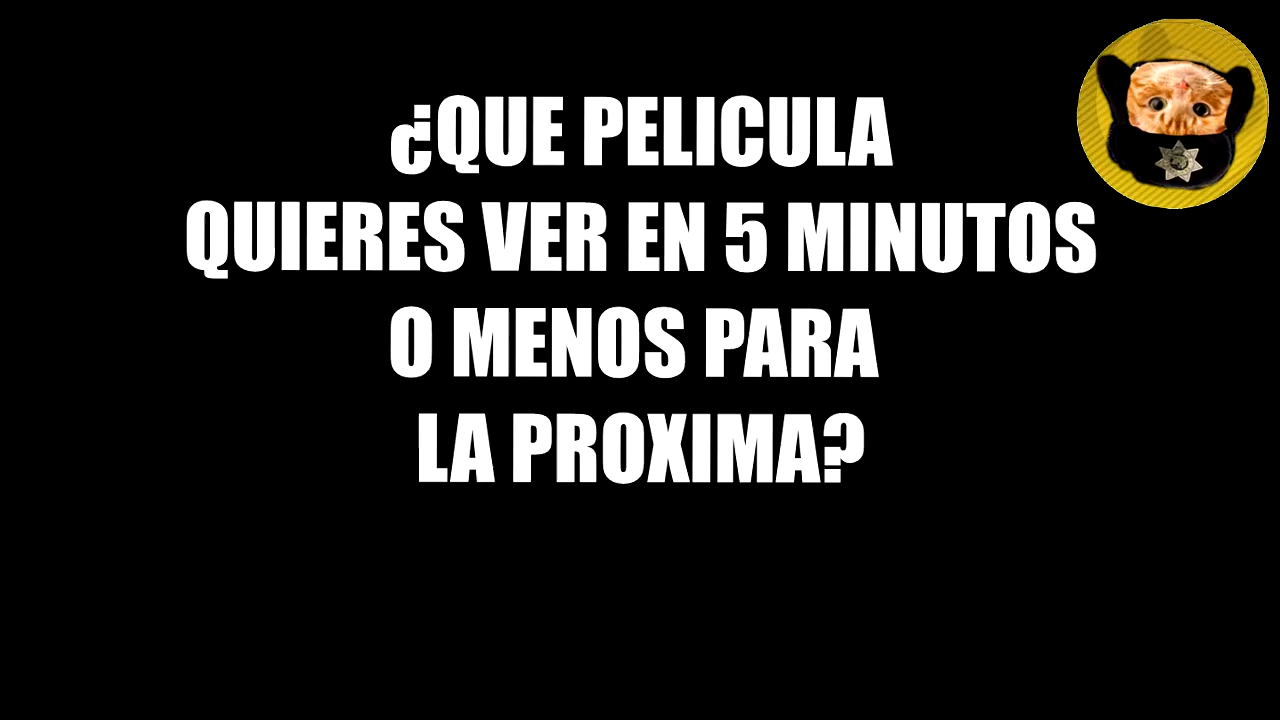 ¿QUE PELICULA
QUIERES VER EN 5 MINUTOS
O MENOS PARA
LA PROXIMA?